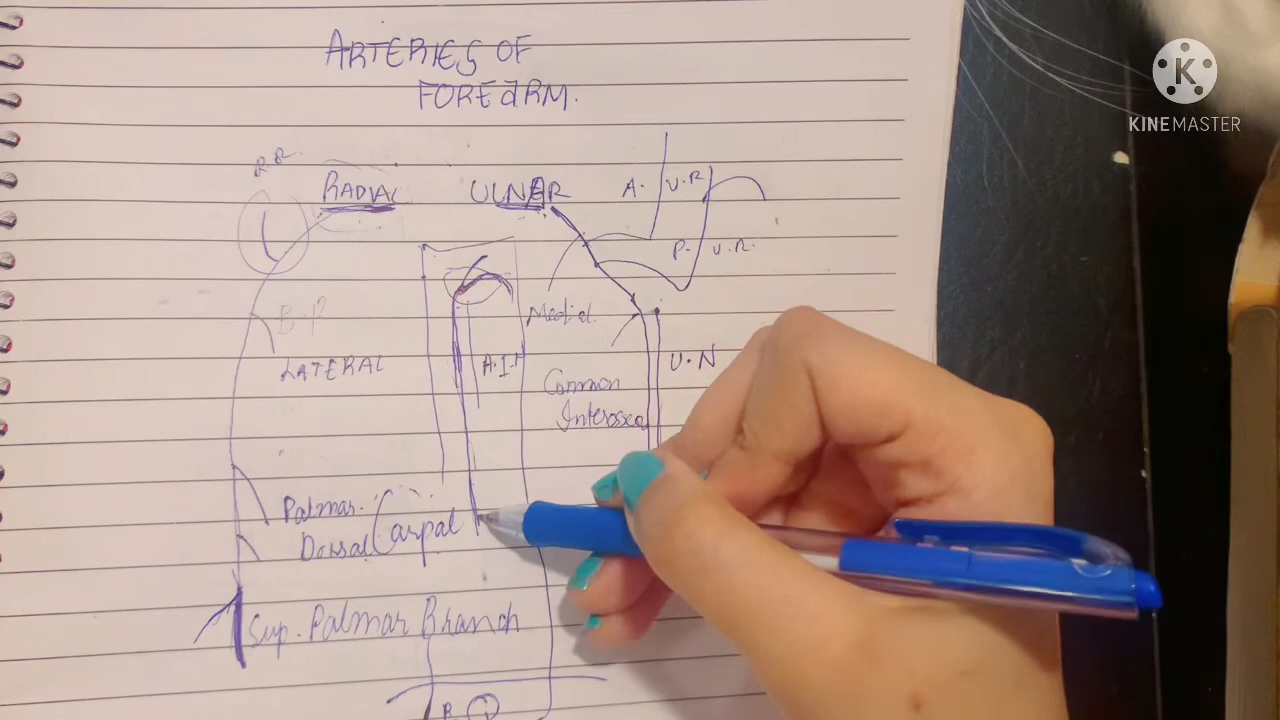 ARTERIES OF
FOREARM.
K
KINEMASTER
R R
RADIAL
ULNAR
A.
U.R
P.
U.R.
B.R
LATERAL
Medial.
A.I.
U.N
Common
Interossea
Palmar.
Dorsal
Carpal
Sup. Palmar Branch